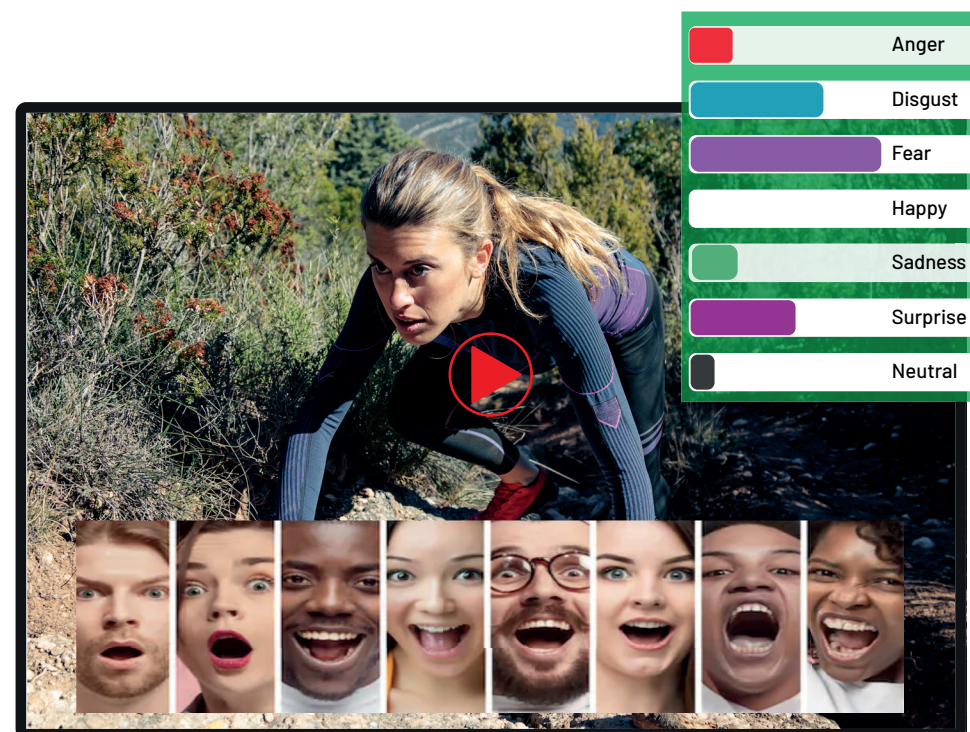 Anger
Disgust
Fear
Happy
Sadness
Surprise
Neutral